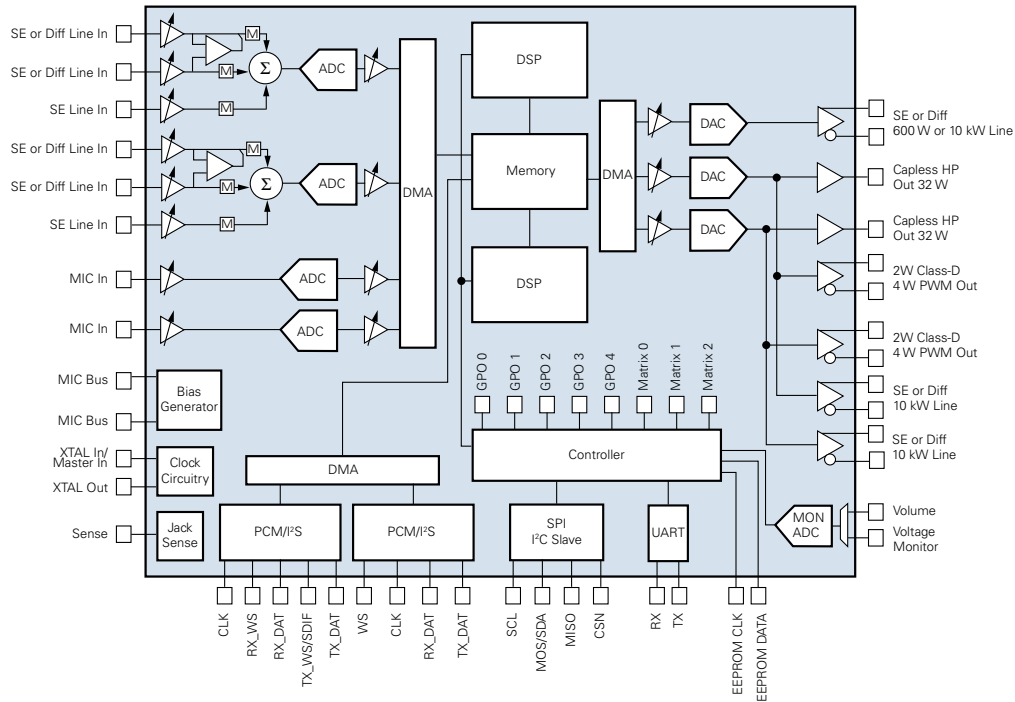 SE or Diff Line In
SE or Diff Line In
SE Line In
SE or Diff Line In
SE or Diff Line In
SE Line In
MIC In
MIC In
MIC Bus
MIC Bus
XTAL In/
Master In
XTAL Out
Sense
M
M
M
Σ
ADC
M
M
M
Σ
ADC
ADC
ADC
DMA
Bias
Generator
Clock
Circuitry
Jack
Sense
DSP
Memory
DSP
DMA
DAC
DAC
DAC
SE or Diff
600 W or 10 kW Line
Capless HP
Out 32 W
Capless HP
Out 32 W
2W Class-D
4 W PWM Out
2W Class-D
4 W PWM Out
SE or Diff
10 kW Line
SE or Diff
10 kW Line
Volume
Voltage
Monitor
GPO 0
GPO 1
GPO 2
GPO 3
GPO 4
Matrix 0
Matrix 1
Matrix 2
Controller
DMA
PCM/I²S
PCM/I²S
SPI
I²C Slave
UART
MON
ADC
CLK
RX_WS
RX_DAT
TX_WS/SDIF
TX_DAT
WS
CLK
RX_DAT
TX_DAT
SCL
MOS/SDA
MISO
CSN
RX
TX
EEPROM CLK
EEPROM DATA